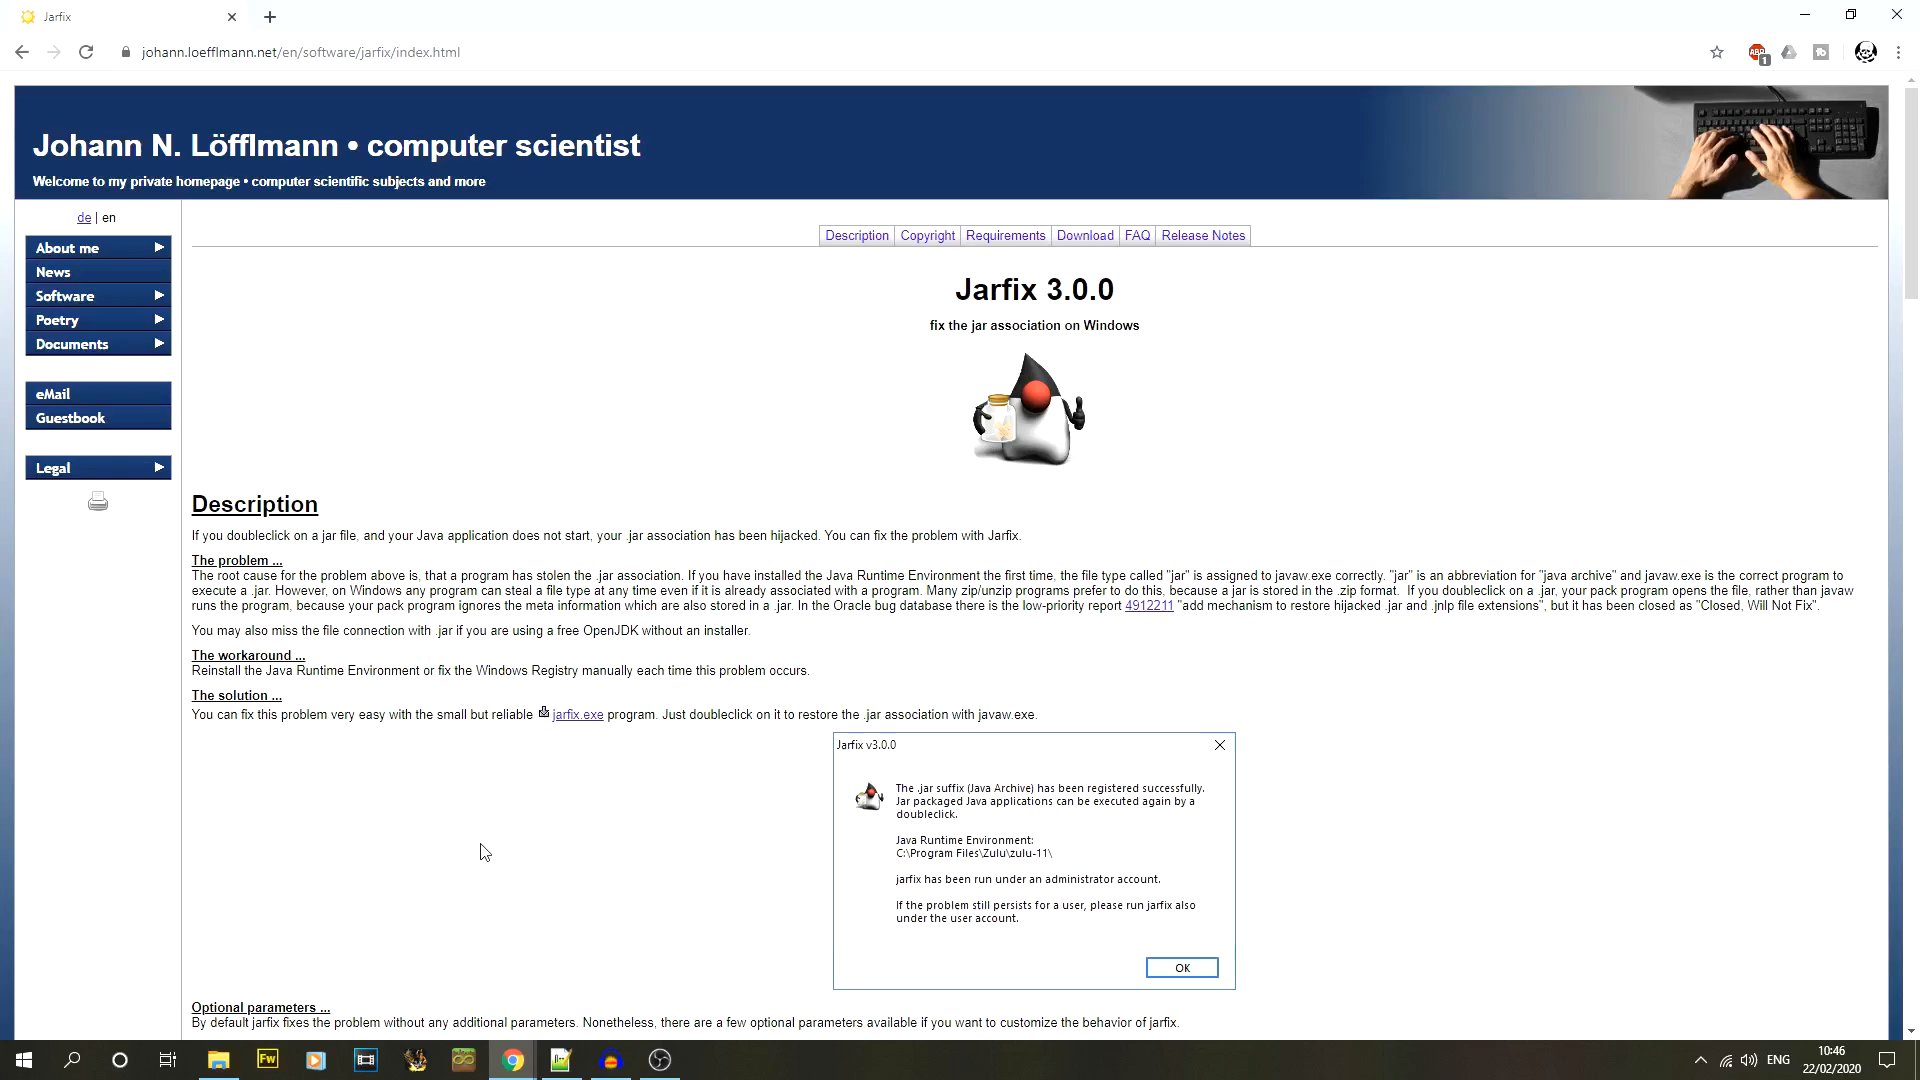 Jarfix
johann.loefflmann.net/en/software/jarfix/index.html
ABP
1
Johann N. Löfflmann • computer scientist
Welcome to my private homepage • computer scientific subjects and more
de | en
About me
News
Software
Poetry
Documents
eMail
Guestbook
Legal
Description
Copyright
Requirements
Download
FAQ
Release Notes
Jarfix 3.0.0
fix the jar association on Windows
Description
If you doubleclick on a jar file, and your Java application does not start, your .jar association has been hijacked. You can fix the problem with Jarfix.
The problem ...
The root cause for the problem above is, that a program has stolen the .jar association. If you have installed the Java Runtime Environment the first time, the file type called "jar" is assigned to javaw.exe correctly. "jar" is an abbreviation for "java archive" and javaw.exe is the correct program to
execute a .jar. However, on Windows any program can steal a file type at any time even if it is already associated with a program. Many zip/unzip programs prefer to do this, because a jar is stored in the .zip format. If you doubleclick on a .jar, your pack program opens the file, rather than javaw
runs the program, because your pack program ignores the meta information which are also stored in a .jar. In the Oracle bug database there is the low-priority report 4912211 "add mechanism to restore hijacked .jar and .jnlp file extensions", but it has been closed as "Closed, Will Not Fix".
You may also miss the file connection with .jar if you are using a free OpenJDK without an installer.
The workaround ...
Reinstall the Java Runtime Environment or fix the Windows Registry manually each time this problem occurs.
The solution ...
You can fix this problem very easy with the small but reliable jarfix.exe program. Just doubleclick on it to restore the .jar association with javaw.exe.
Jarfix v3.0.0
The .jar suffix (Java Archive) has been registered successfully.
Jar packaged Java applications can be executed again by a
doubleclick.
Java Runtime Environment:
C:\Program Files\Zulu\zulu-11\
jarfix has been run under an administrator account.
If the problem still persists for a user, please run jarfix also
under the user account.
OK
Optional parameters ...
By default jarfix fixes the problem without any additional parameters. Nonetheless, there are a few optional parameters available if you want to customize the behavior of jarfix.
Fw
ENG
10:46
22/02/2020